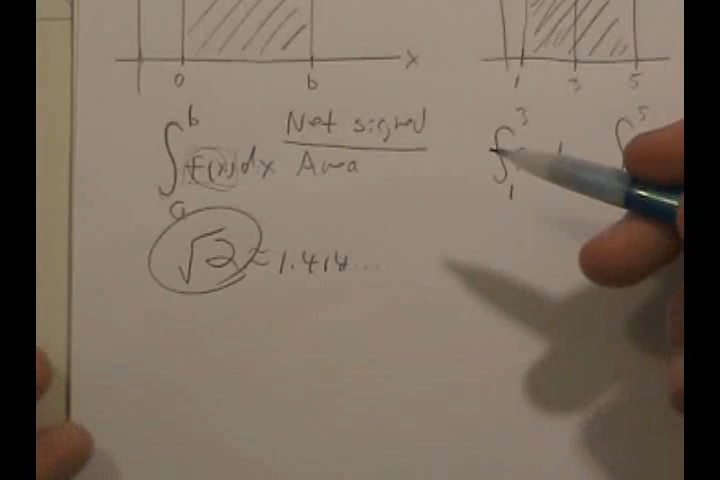 0 b x
1 3 5
∫ₐᵇ f(x)dx Net signed Area
∫₁³ ∫⁵
√2 ≈ 1.414...